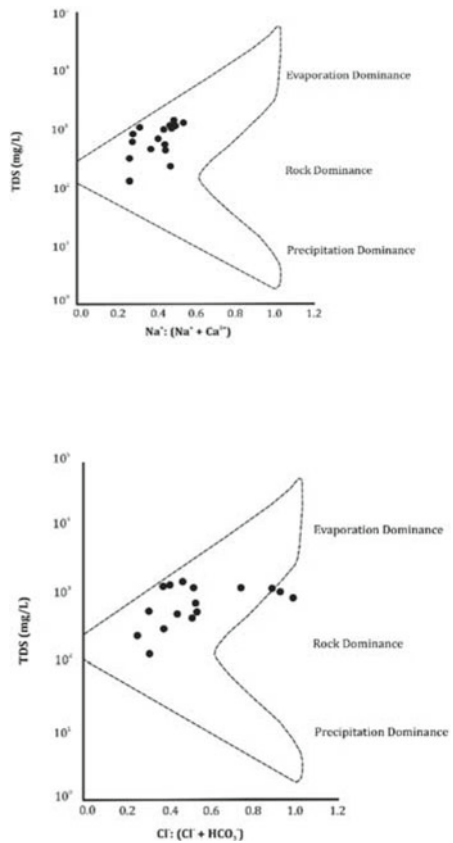 10⁵
10⁴
Evaporation Dominance
10³
TDS (mg/L)
Rock Dominance
10²
Precipitation Dominance
10¹
10⁰
0.0 0.2 0.4 0.6 0.8 1.0 1.2
Na⁺: (Na⁺ + Ca²⁺)
10⁵
10⁴
Evaporation Dominance
10³
TDS (mg/L)
Rock Dominance
10²
10¹
Precipitation Dominance
10⁰
0.0 0.2 0.4 0.6 0.8 1.0 1.2
Cl⁻: (Cl⁻ + HCO₃⁻)